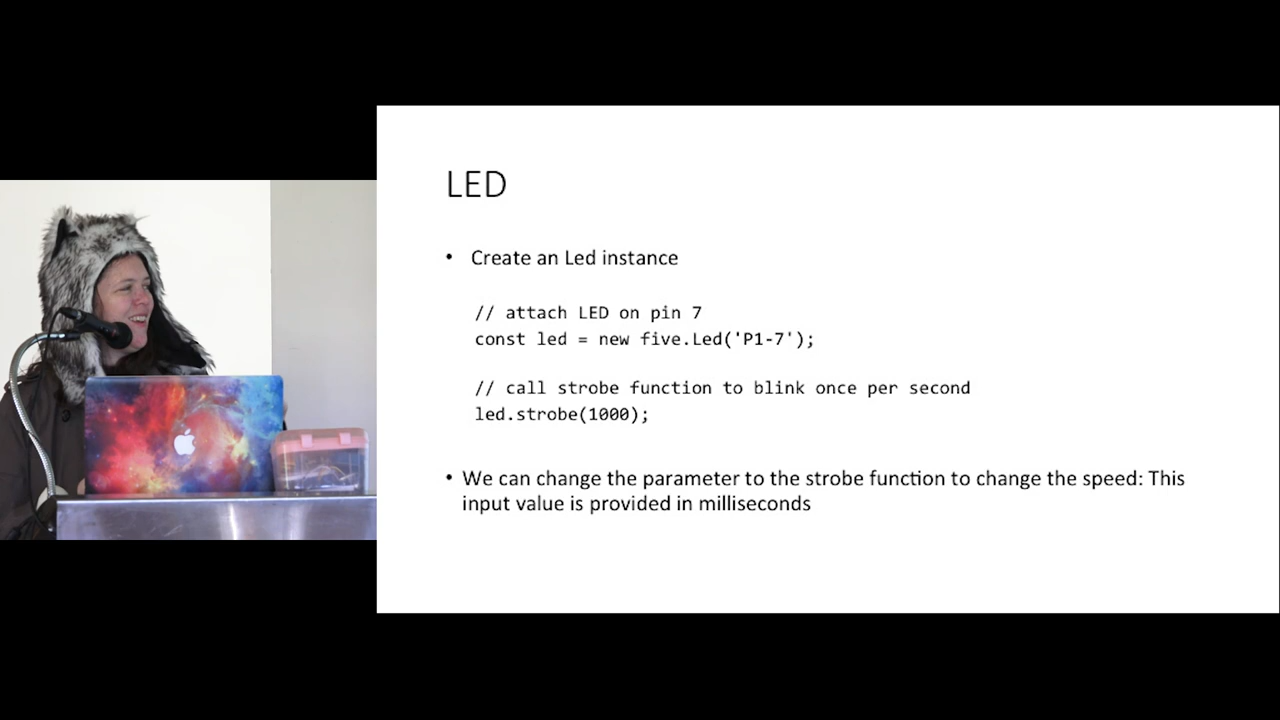 LED
• Create an Led instance
// attach LED on pin 7
const led = new five.Led('P1-7');
// call strobe function to blink once per second
led.strobe(1000);
• We can change the parameter to the strobe function to change the speed: This
input value is provided in milliseconds